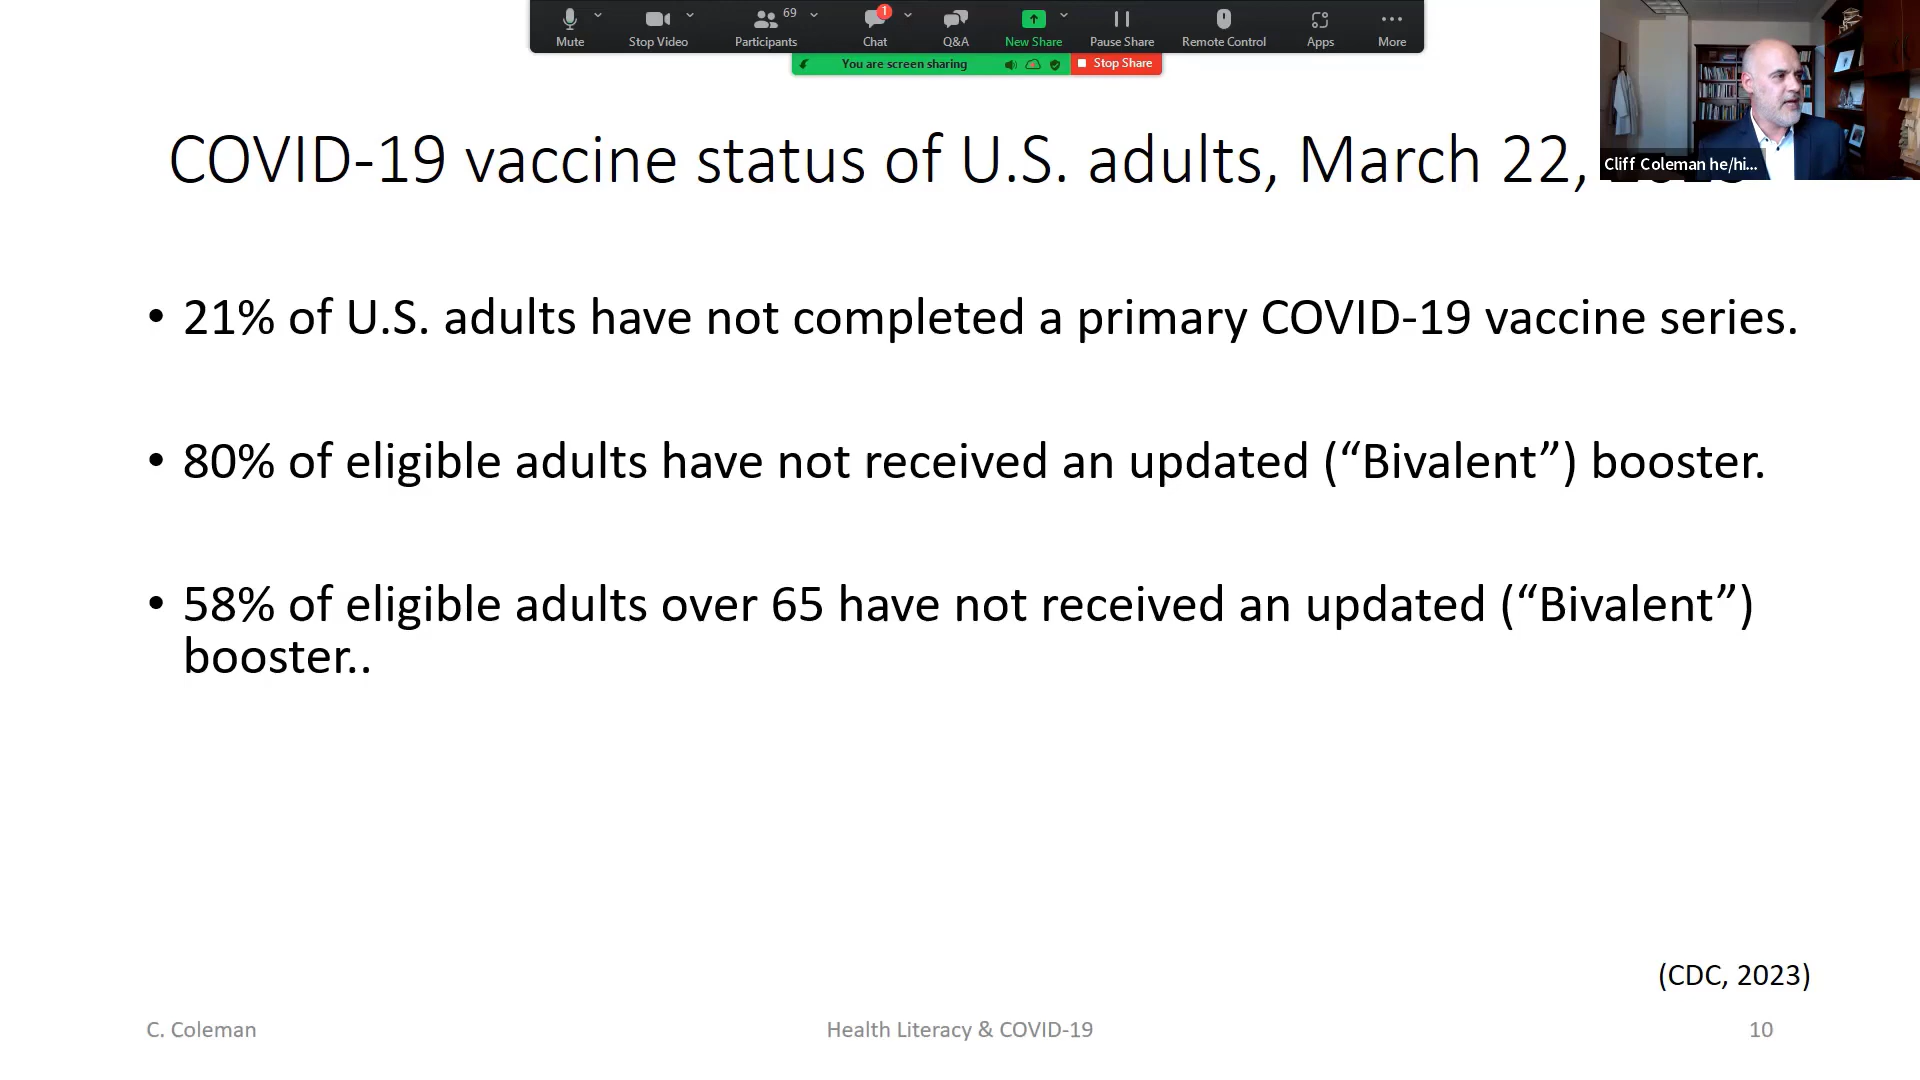 69
1
Mute
Stop Video
Participants
Chat
Q&A
New Share
Pause Share
Remote Control
Apps
More
You are screen sharing
Stop Share
Cliff Coleman he/hi...
COVID-19 vaccine status of U.S. adults, March 22,
• 21% of U.S. adults have not completed a primary COVID-19 vaccine series.
• 80% of eligible adults have not received an updated (“Bivalent”) booster.
• 58% of eligible adults over 65 have not received an updated (“Bivalent”)
booster..
(CDC, 2023)
C. Coleman
Health Literacy & COVID-19
10